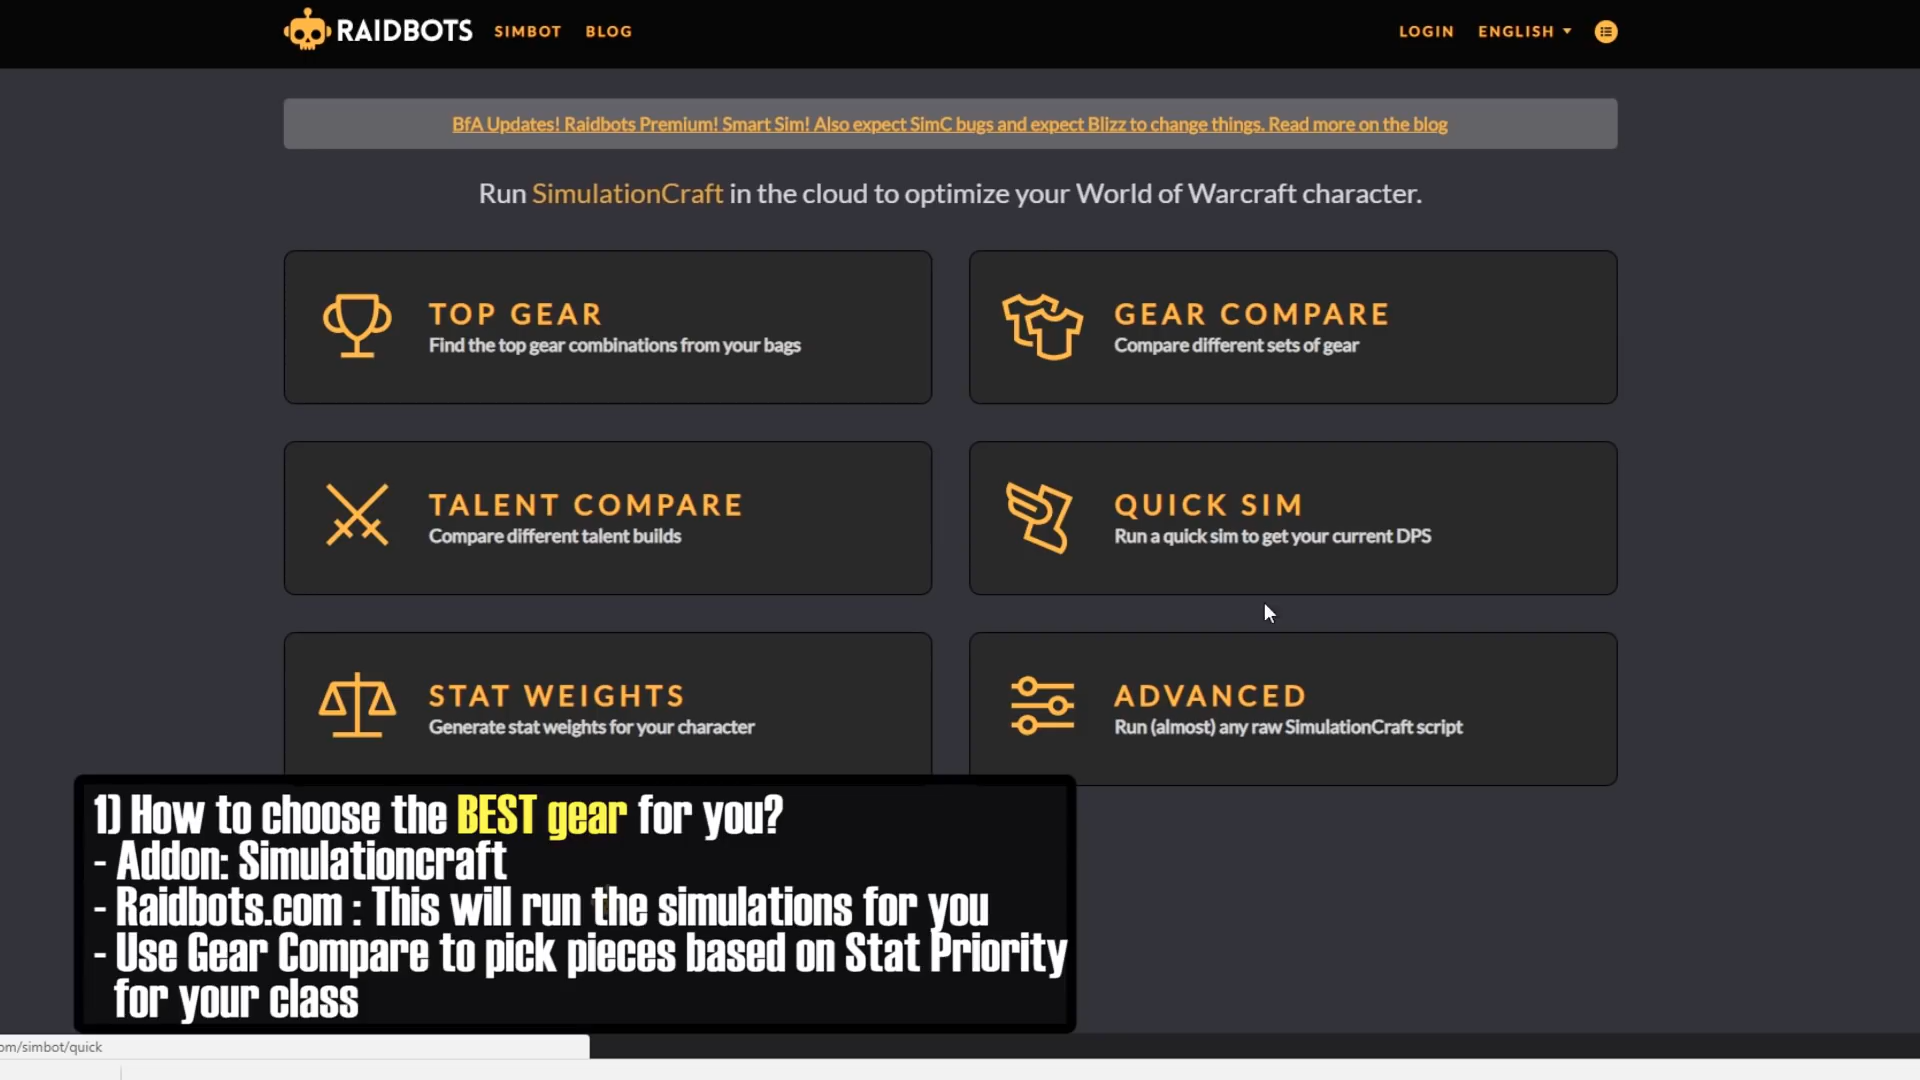 RAIDBOTS SIMBOT BLOG LOGIN ENGLISH
BfA Updates! Raidbots Premium! Smart Sim! Also expect SimC bugs and expect Blizz to change things. Read more on the blog
Run SimulationCraft in the cloud to optimize your World of Warcraft character.
TOP GEAR
Find the top gear combinations from your bags
GEAR COMPARE
Compare different sets of gear
TALENT COMPARE
Compare different talent builds
QUICK SIM
Run a quick sim to get your current DPS
STAT WEIGHTS
Generate stat weights for your character
ADVANCED
Run (almost) any raw SimulationCraft script
1) How to choose the BEST gear for you?
- Addon: Simulationcraft
- Raidbots.com : This will run the simulations for you
- Use Gear Compare to pick pieces based on Stat Priority
for your class
om/simbot/quick